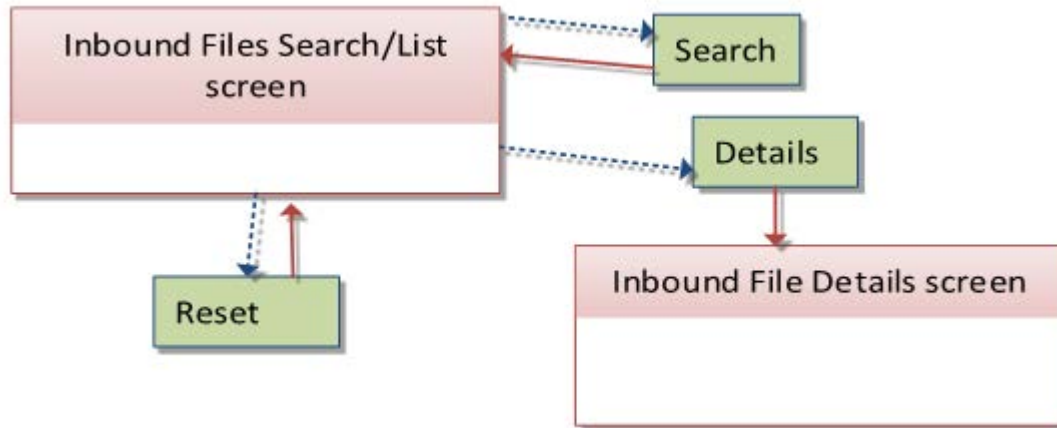 Inbound Files Search/List
screen
Search
Details
Inbound File Details screen
Reset